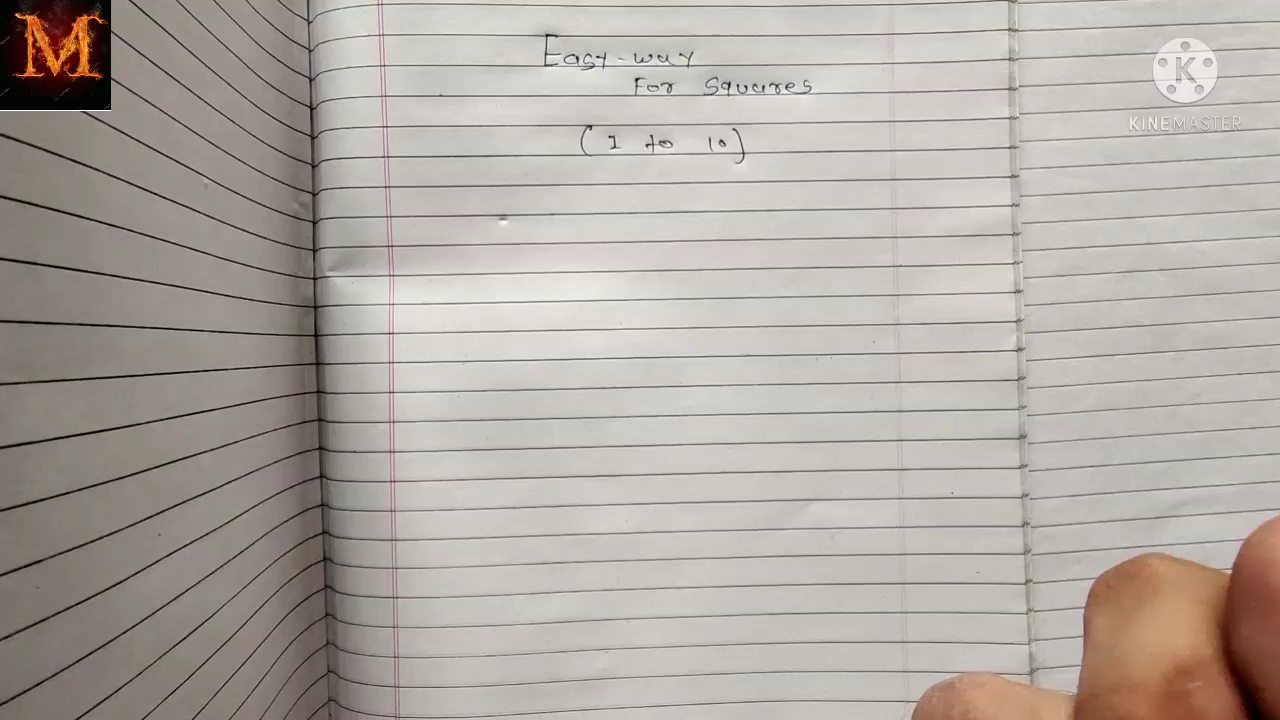 M
Easy-way
For Squares
(1 to 10)
K
KINEMASTER